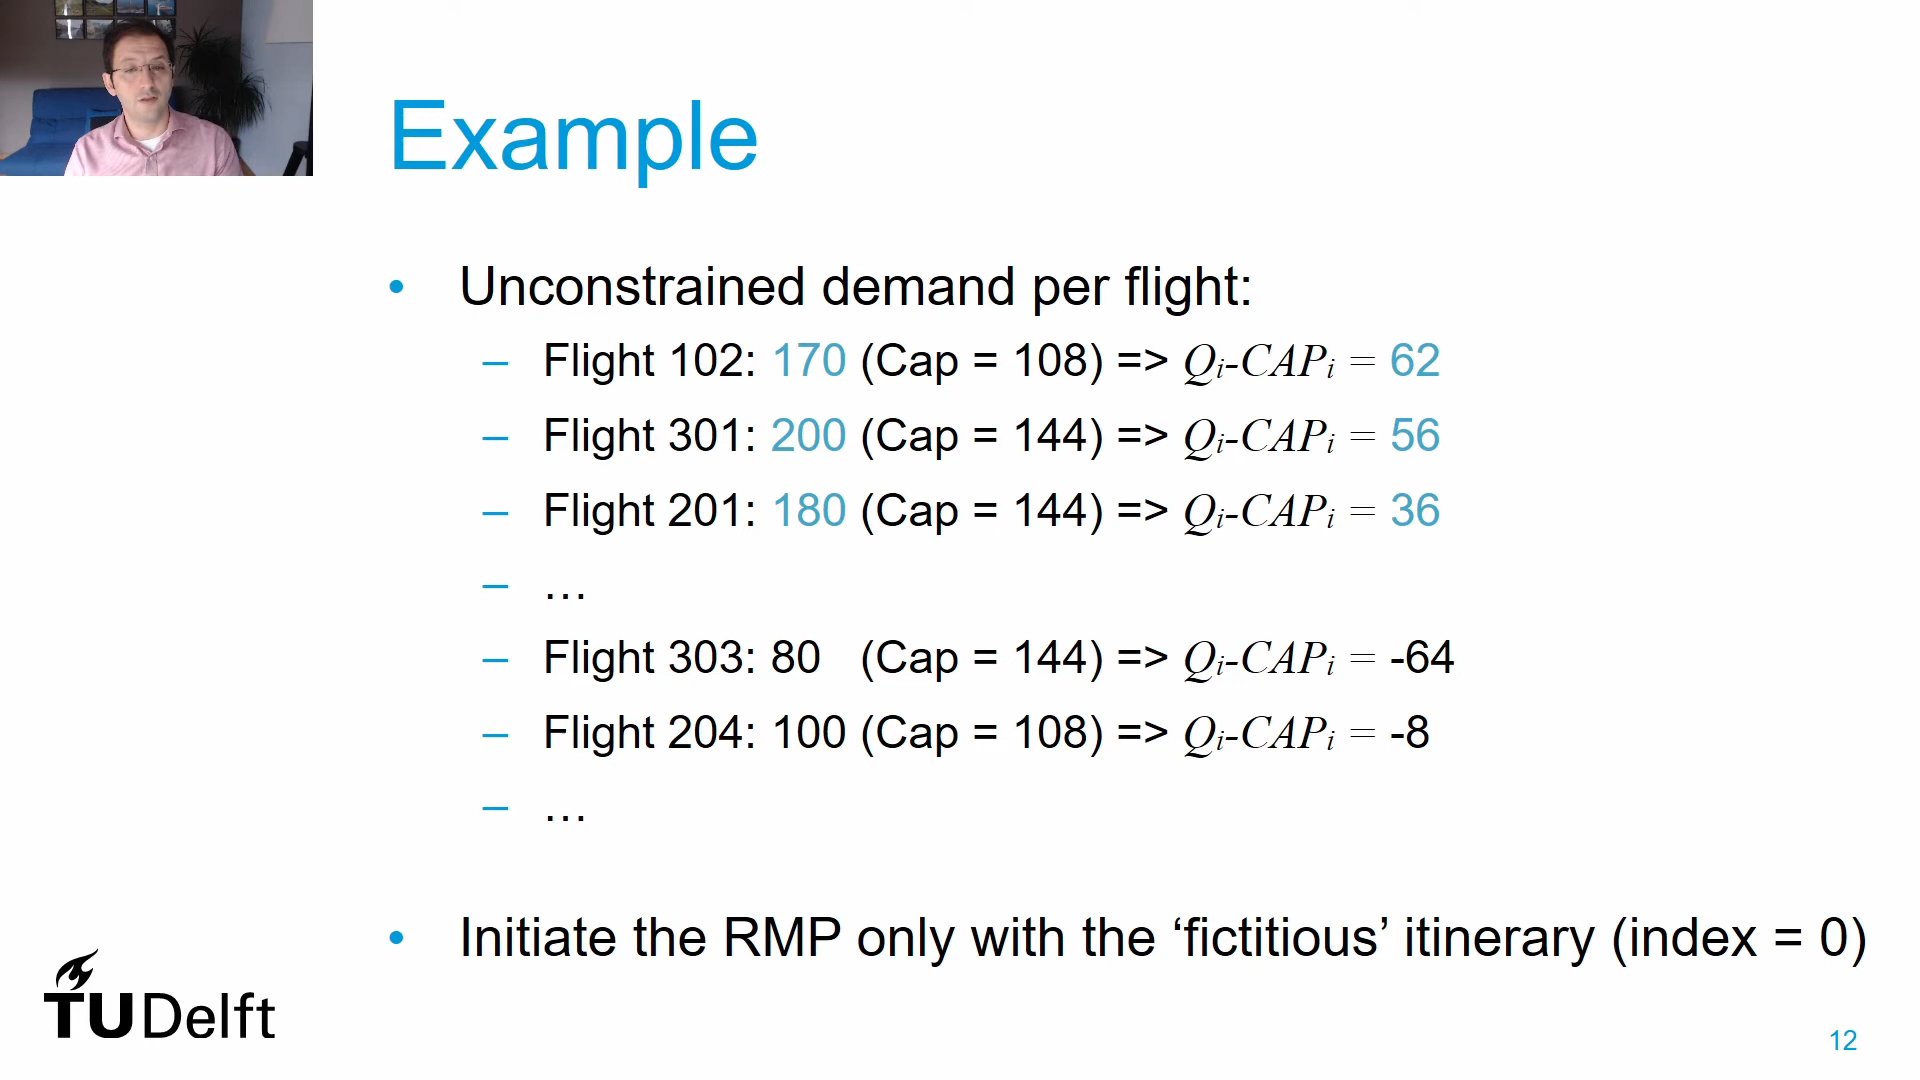 Example
• Unconstrained demand per flight:
– Flight 102: 170 (Cap = 108) => Qᵢ-CAPᵢ = 62
– Flight 301: 200 (Cap = 144) => Qᵢ-CAPᵢ = 56
– Flight 201: 180 (Cap = 144) => Qᵢ-CAPᵢ = 36
– …
– Flight 303: 80 (Cap = 144) => Qᵢ-CAPᵢ = -64
– Flight 204: 100 (Cap = 108) => Qᵢ-CAPᵢ = -8
– …
• Initiate the RMP only with the ‘fictitious’ itinerary (index = 0)
TU Delft
12